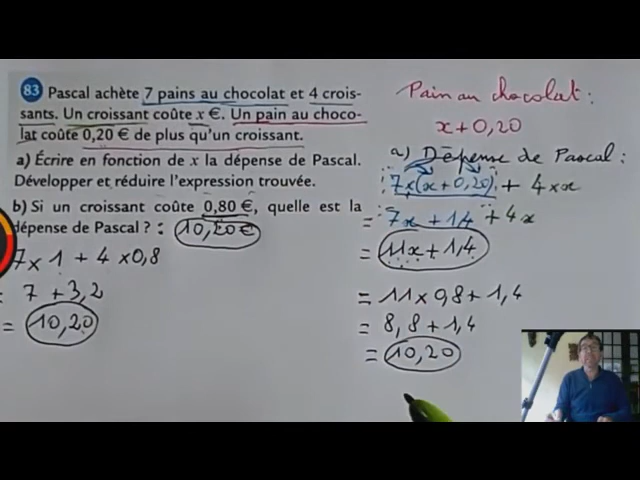 83 Pascal achète 7 pains au chocolat et 4 crois-
sants. Un croissant coûte x €. Un pain au choco-
lat coûte 0,20 € de plus qu'un croissant.
a) Écrire en fonction de x la dépense de Pascal.
Développer et réduire l'expression trouvée.
b) Si un croissant coûte 0,80 €, quelle est la
dépense de Pascal ? : 10,20 €
7 x 1 + 4 x 0,8
= 7 + 3,2
= 10,20
Pain au chocolat :
x + 0,20
a) Dépense de Pascal :
7 x (x + 0,20) + 4 x x
= 7x + 1,4 + 4x
= 11x + 1,4
= 11 x 0,8 + 1,4
= 8,8 + 1,4
= 10,20